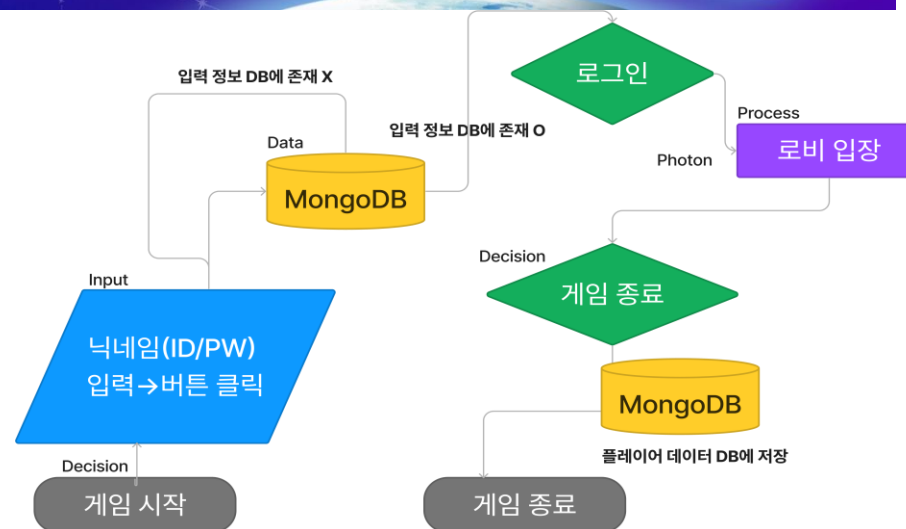 로그인
입력 정보 DB에 존재 X
Process
입력 정보 DB에 존재 O
Data
로비 입장
Photon
MongoDB
Decision
Input
게임 종료
닉네임(ID/PW)
입력→버튼 클릭
MongoDB
플레이어 데이터 DB에 저장
Decision
게임 시작
게임 종료